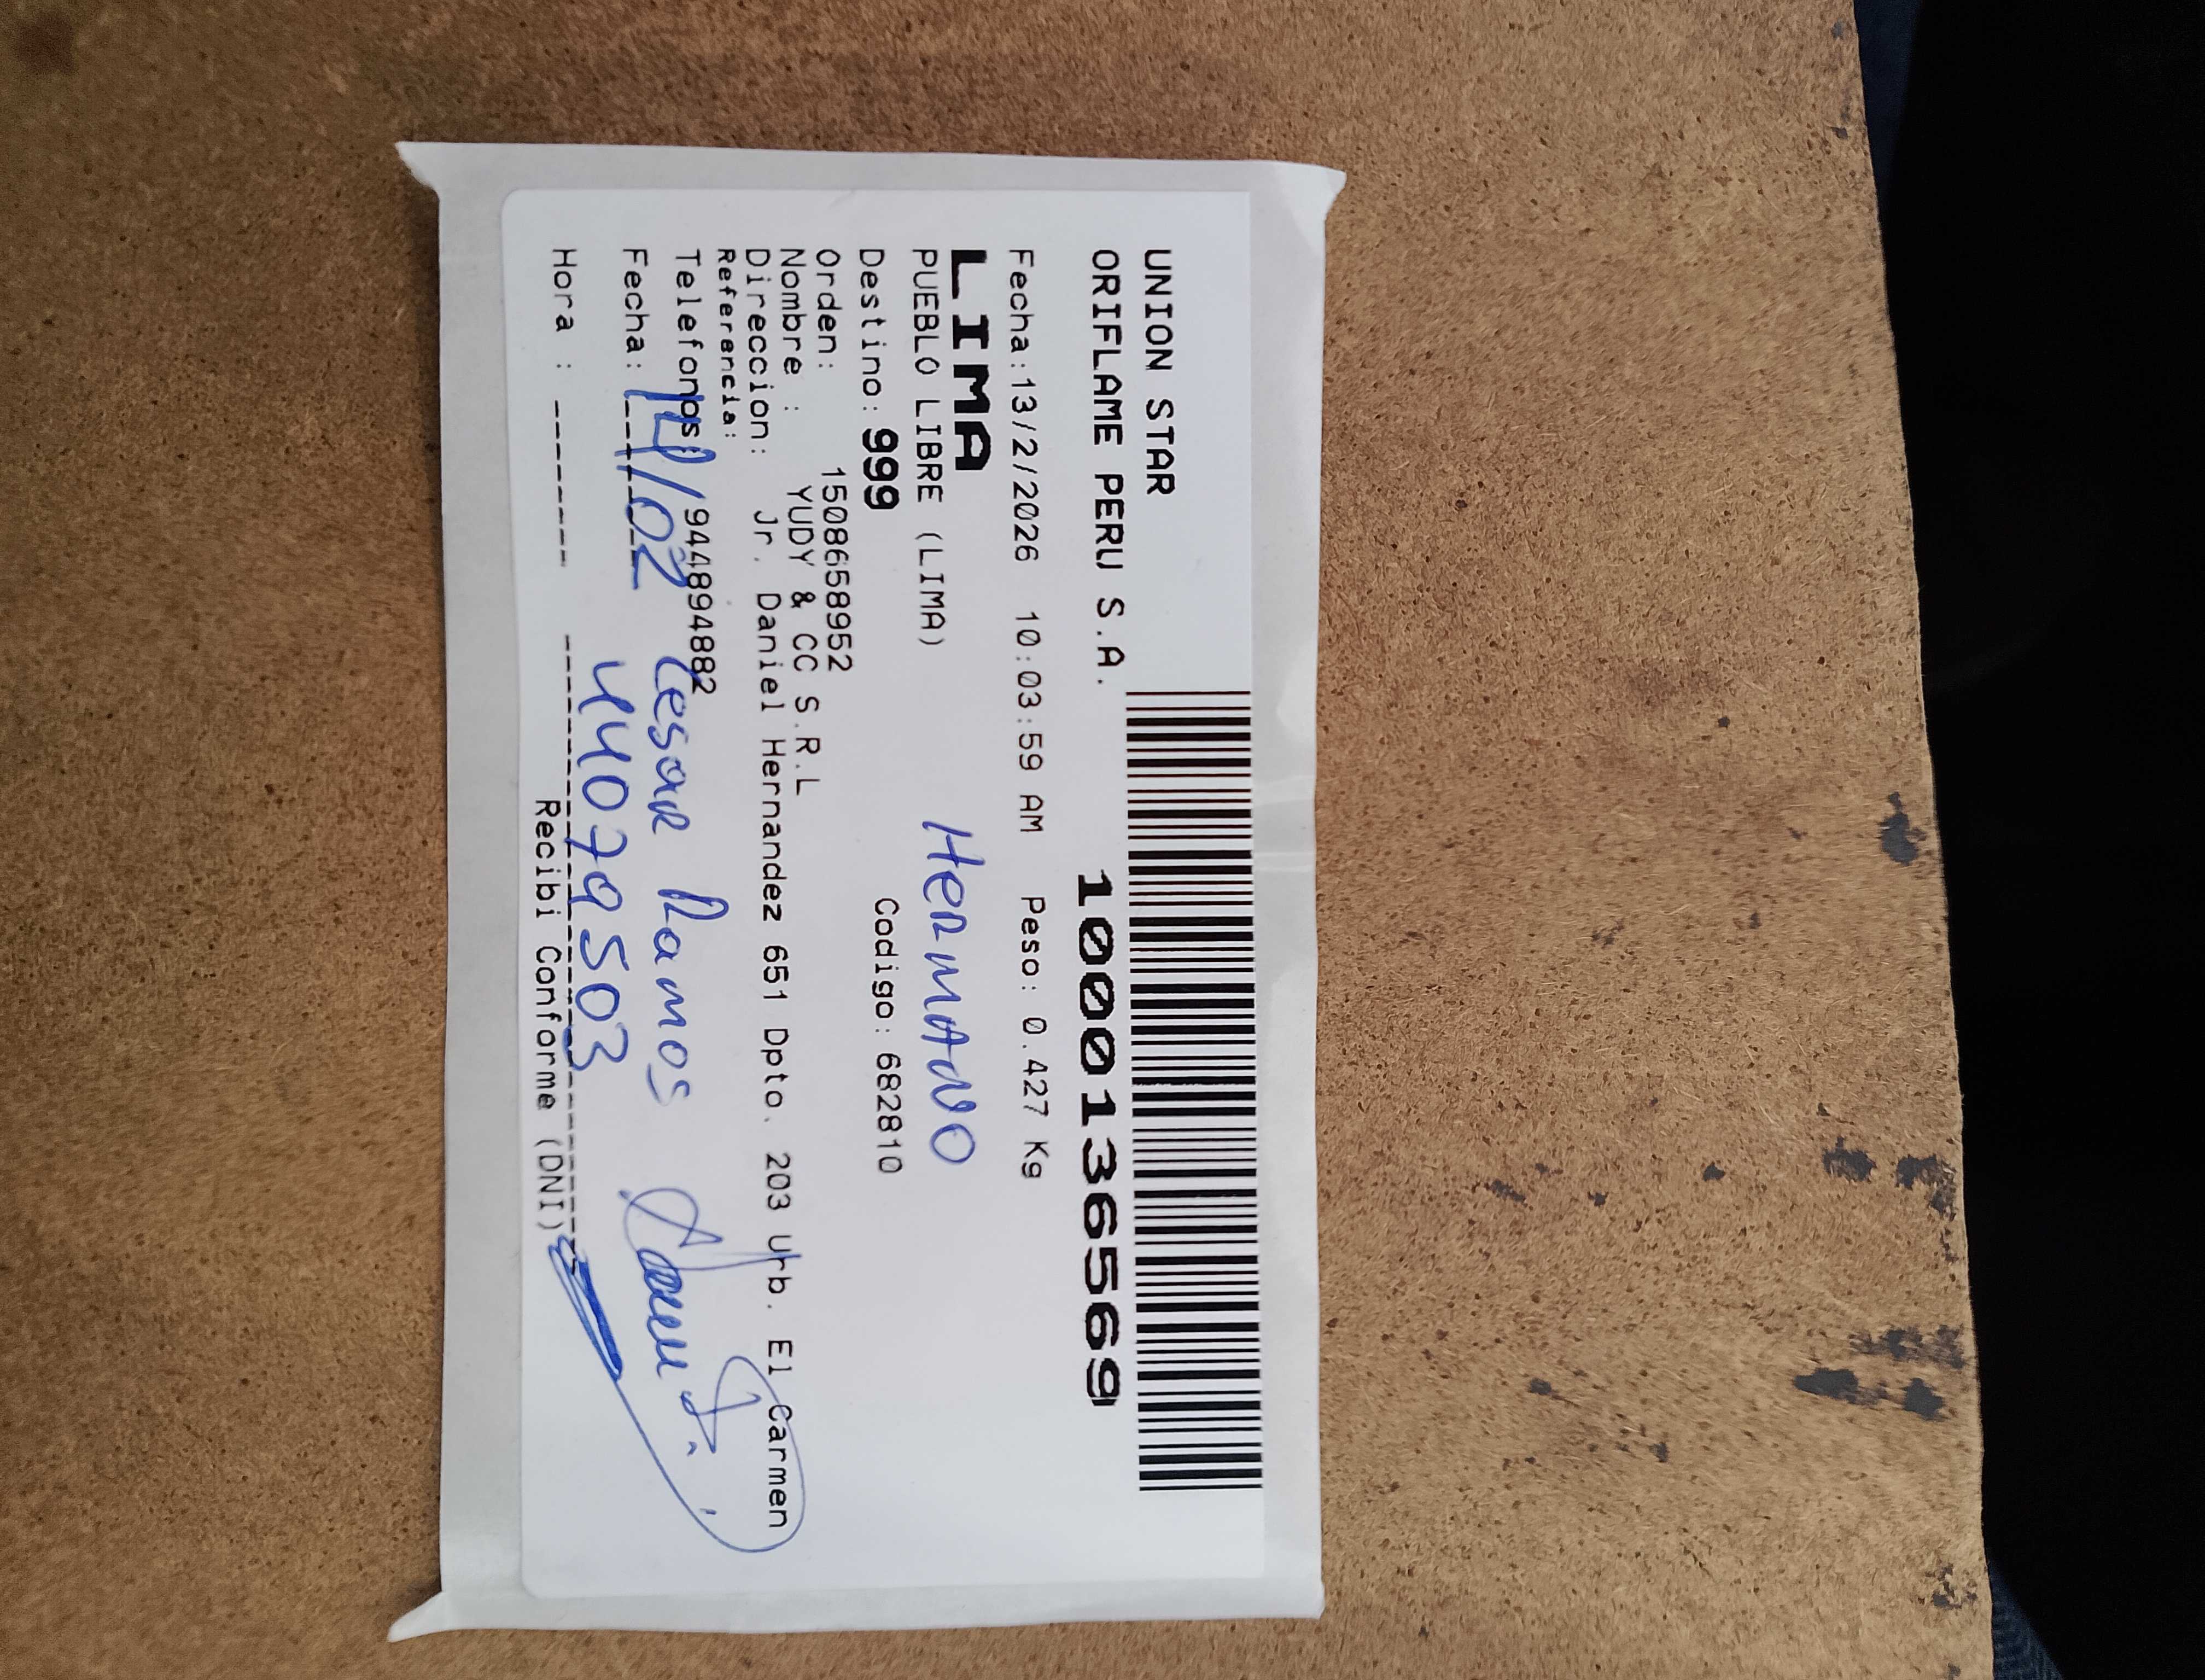 UNION STAR
ORIFLAME PERU S.A.
10001365569
Fecha:13/2/2026 10:03:59 AM Peso: 0.427 Kg
LIMA
PUEBLO LIBRE (LIMA)
HERMANO
Destino: 999
Codigo: 682810
Orden: 15086589952
Nombre : YUDY & CC S.R.L
Direccion: Jr. Daniel Hernandez 651 Dpto. 203 Urb. El Carmen
Referencia:
Telefonos: /944894882
Fecha: 14/02
Cesar Ramos
44079503
Hora :
Recibi Conforme (DNI)